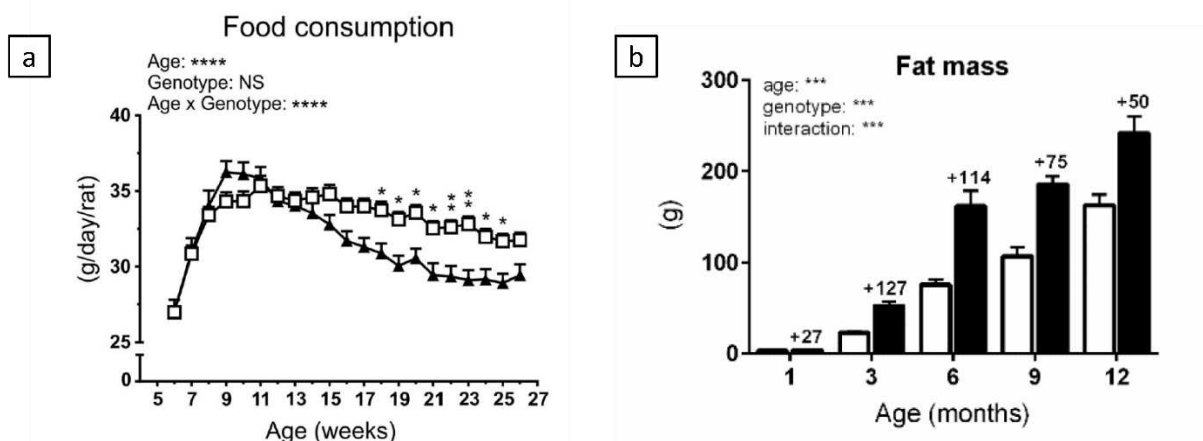 a
Food consumption
Age: ****
Genotype: NS
Age x Genotype: ****
40
35
30
25
0
(g/day/rat)
* * * * * * * * * *
5 7 9 11 13 15 17 19 21 23 25 27
Age (weeks)
b
Fat mass
age: ***
genotype: ***
interaction: ***
300
200
100
0
(g)
+27
+127
+114
+75
+50
1 3 6 9 12
Age (months)